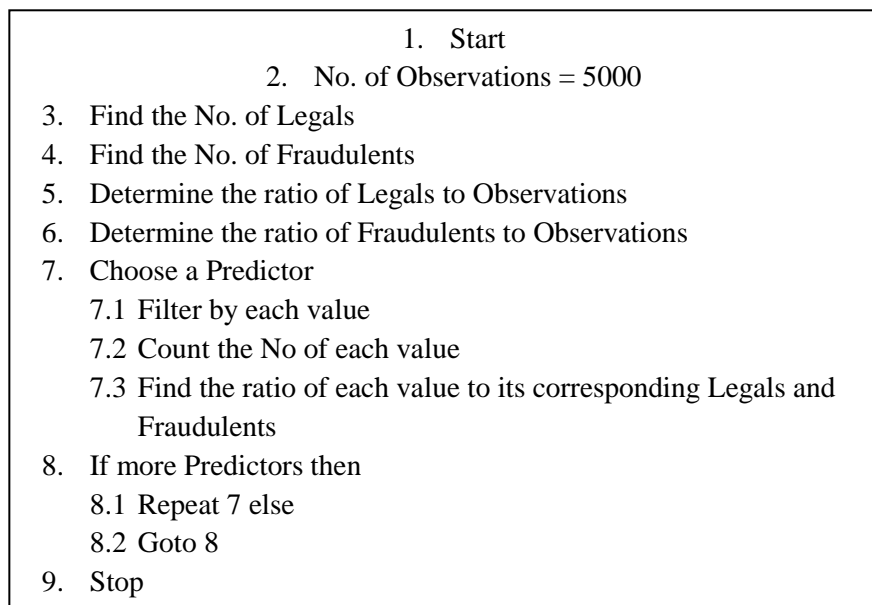 1. Start
2. No. of Observations = 5000
3. Find the No. of Legals
4. Find the No. of Fraudulents
5. Determine the ratio of Legals to Observations
6. Determine the ratio of Fraudulents to Observations
7. Choose a Predictor
7.1 Filter by each value
7.2 Count the No of each value
7.3 Find the ratio of each value to its corresponding Legals and
Fraudulents
8. If more Predictors then
8.1 Repeat 7 else
8.2 Goto 8
9. Stop